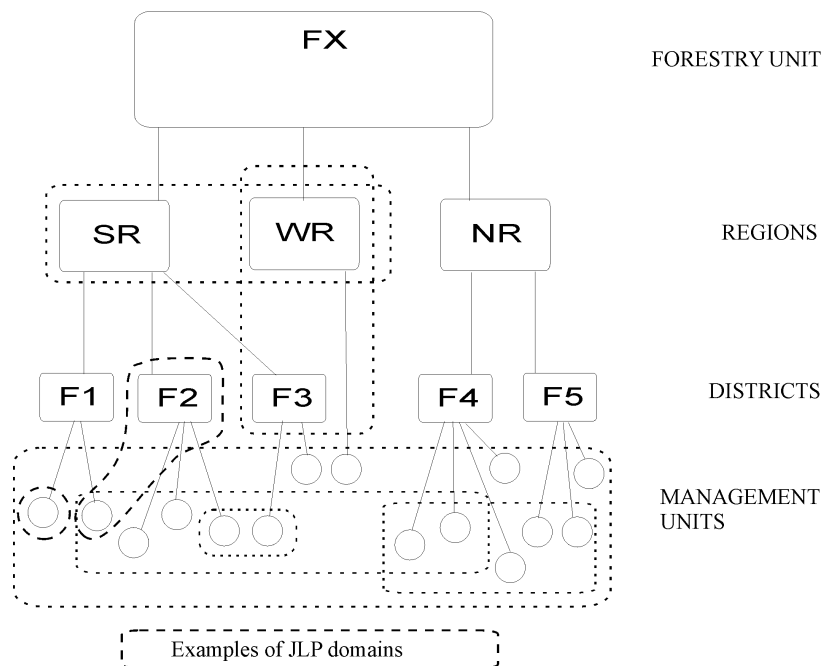 FX
FORESTRY UNIT
SR WR NR
REGIONS
F1 F2 F3 F4 F5
DISTRICTS
MANAGEMENT
UNITS
Examples of JLP domains